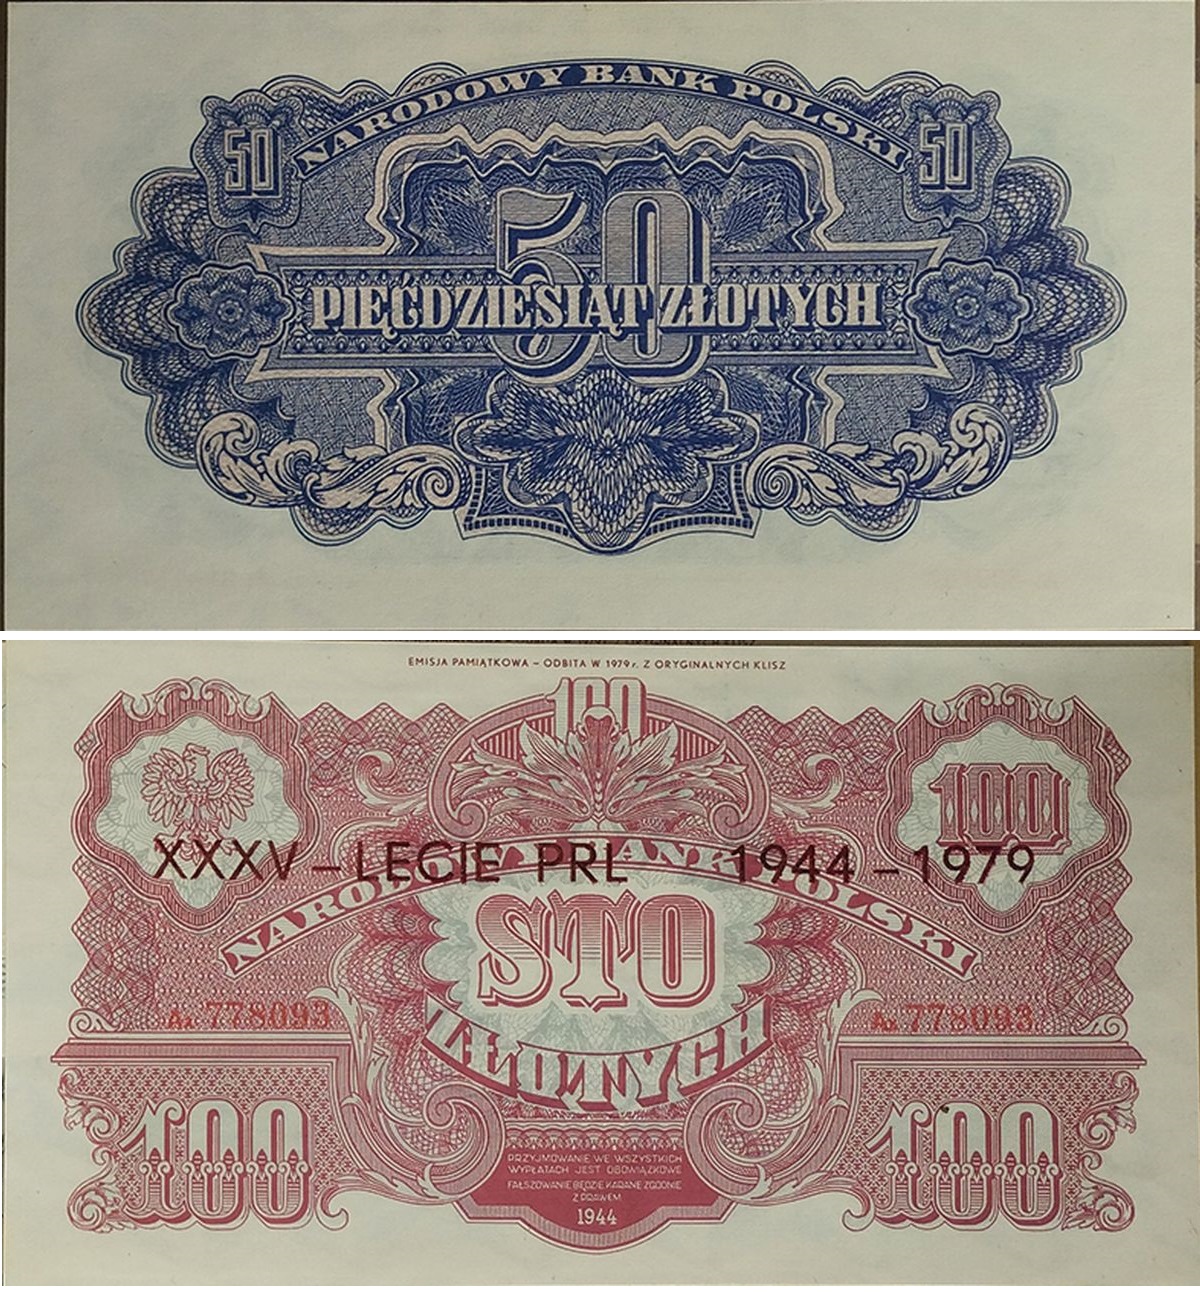 NARODOWY BANK POLSKI
50
50
50
PIĘĆDZIESIĄT ZŁOTYCH
EMISJA PAMIĄTKOWA – ODBITA W 1979 r. Z ORYGINALNYCH KLISZ
100
100
XXXV – LECIE PRL 1944 – 1979
NARODOWY BANK POLSKI
STO
ZŁOTYCH
Ax 778093
Ax 778093
100
100
PRZYJMOWANIE WE WSZYSTKICH
WYPŁATACH JEST OBOWIĄZKOWE
FAŁSZOWANIE BĘDZIE KARANE ZGODNIE
Z PRAWEM
1944